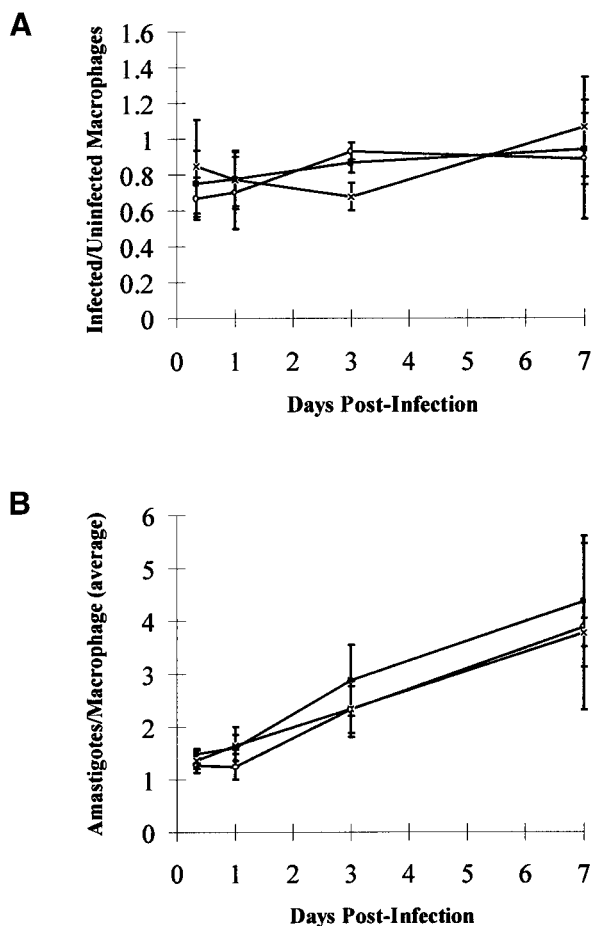 A
Infected/Uninfected Macrophages
1.6
1.4
1.2
1
0.8
0.6
0.4
0.2
0
0 1 2 3 4 5 6 7
Days Post-Infection
B
Amastigotes/Macrophage (average)
6
5
4
3
2
1
0
0 1 2 3 4 5 6 7
Days Post-Infection